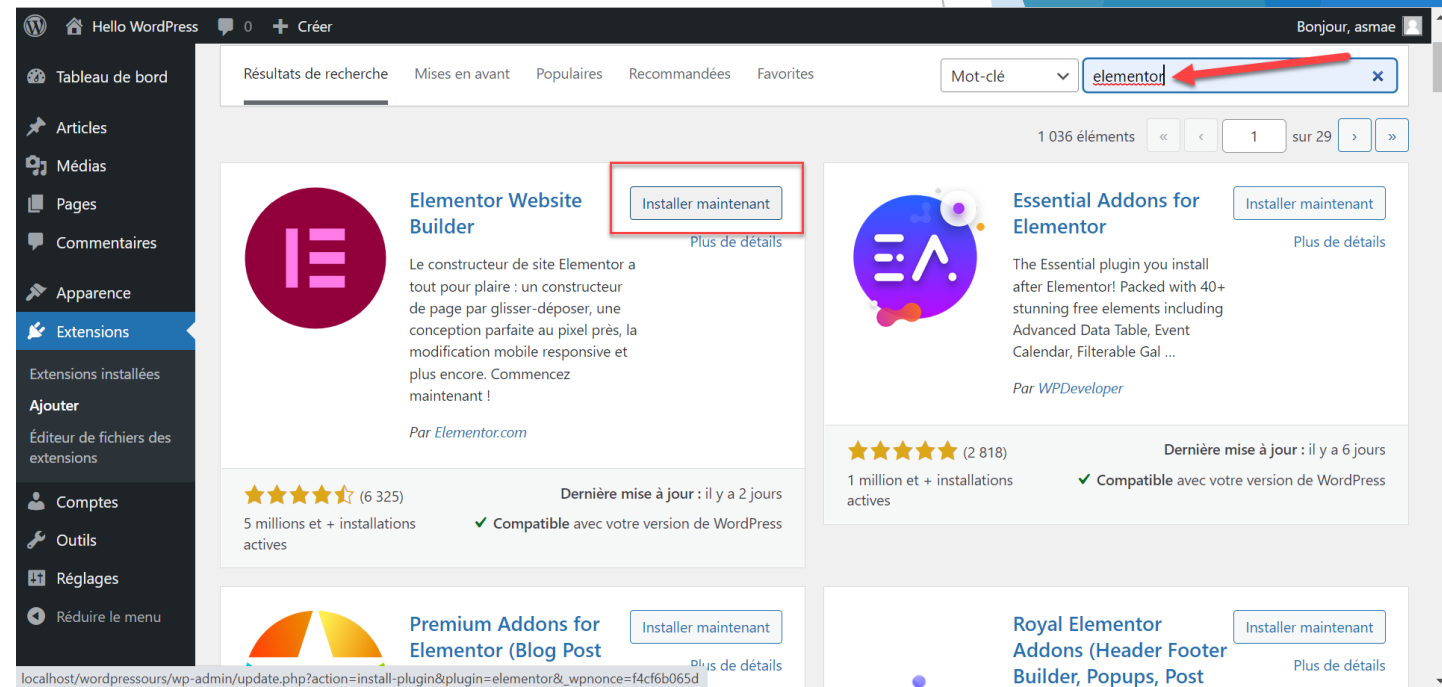 Hello WordPress
0
Créer
Bonjour, asmae
Tableau de bord
Articles
Médias
Pages
Commentaires
Apparence
Extensions
Extensions installées
Ajouter
Éditeur de fichiers des
extensions
Comptes
Outils
Réglages
Réduire le menu
Résultats de recherche
Mises en avant
Populaires
Recommandées
Favorites
Mot-clé
elementor
1 036 éléments
«
‹
1
sur 29
›
»
Elementor Website
Builder
Installer maintenant
Plus de détails
Le constructeur de site Elementor a
tout pour plaire : un constructeur
de page par glisser-déposer, une
conception parfaite au pixel près, la
modification mobile responsive et
plus encore. Commencez
maintenant !
Par Elementor.com
(6 325)
5 millions et + installations
actives
Dernière mise à jour : il y a 2 jours
Compatible avec votre version de WordPress
Essential Addons for
Elementor
Installer maintenant
Plus de détails
The Essential plugin you install
after Elementor! Packed with 40+
stunning free elements including
Advanced Data Table, Event
Calendar, Filterable Gal ...
Par WPDeveloper
(2 818)
1 million et + installations
actives
Dernière mise à jour : il y a 6 jours
Compatible avec votre version de WordPress
Premium Addons for
Elementor (Blog Post
Installer maintenant
Plus de détails
Royal Elementor
Addons (Header Footer
Builder, Popups, Post
Installer maintenant
Plus de détails
localhost/wordpressours/wp-admin/update.php?action=install-plugin&plugin=elementor&_wpnonce=f4cf6b065d